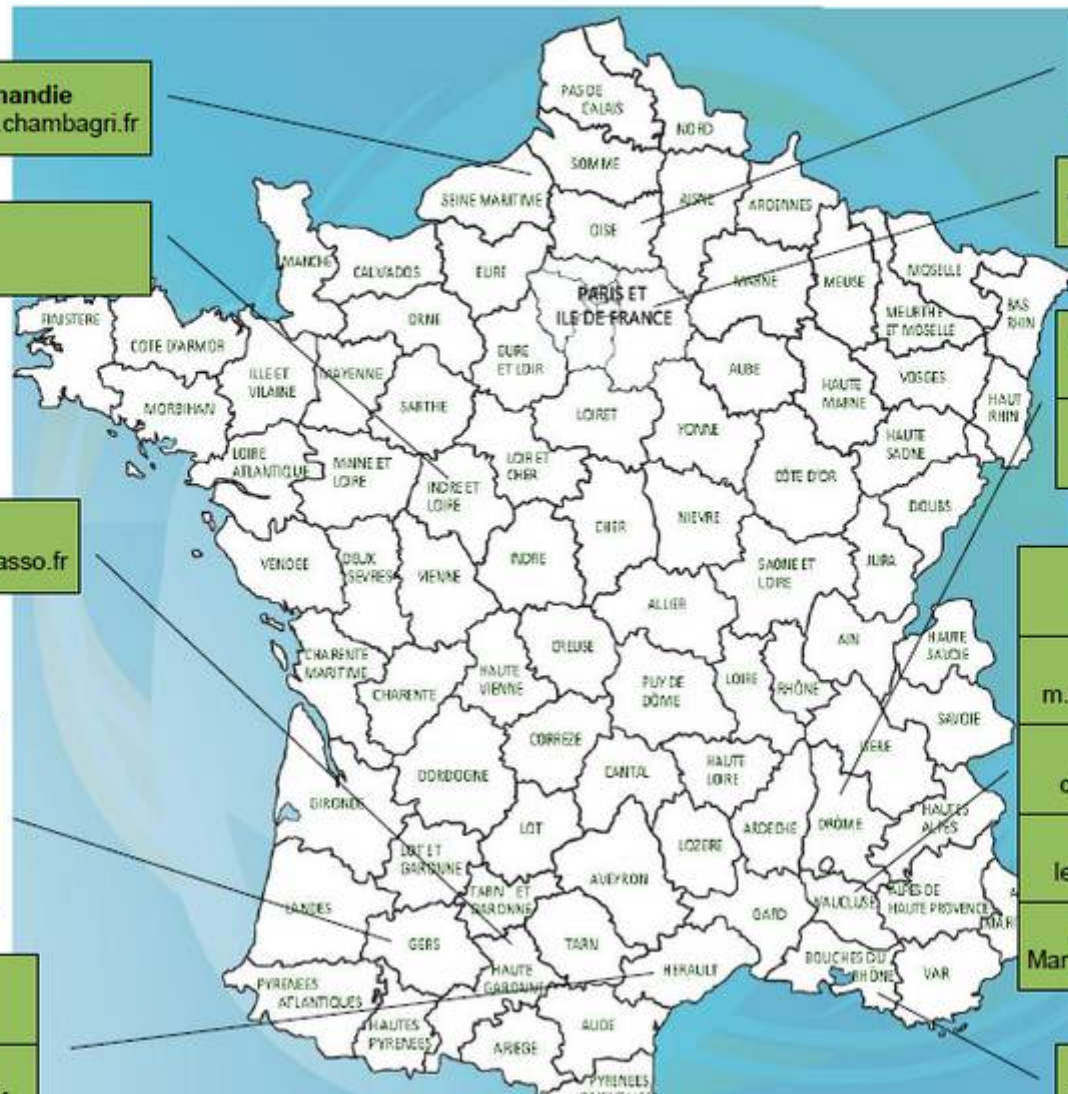 nandie
.chambagri.fr
asso.fr
m.
le
Mar
PAS DE
CALAIS
NORD
SOMME
SEINE MARITIME
OISE
AISNE
ARDENNES
MANCHE
CALVADOS
EURE
PARIS ET
ILE DE FRANCE
MARNE
MEUSE
MOSELLE
MEURTHE
ET MOSELLE
BAS
RHIN
FINISTERE
COTE D'ARMOR
ORNE
ILLE ET
VILAINE
MAYENNE
EURE
ET LOIR
AUBE
HAUTE
MARNE
VOSGES
HAUT
RHIN
MORBIHAN
SARTHE
LOIRET
YONNE
HAUTE
SAONE
LOIRE
ATLANTIQUE
MAINE ET
LOIRE
INDRE ET
LOIRE
LOIR ET
CHER
CÔTE D'OR
DOUBS
CHER
NIEVRE
VENDEE
DEUX
SEVRES
VIENNE
INDRE
SAONE ET
LOIRE
JURA
ALLIER
AIN
HAUTE
SAVOIE
CHARENTE
MARITIME
CHARENTE
HAUTE
VIENNE
CREUSE
PUY DE
DÔME
LOIRE
RHÔNE
SAVOIE
ISERE
CORREZE
DORDOGNE
CANTAL
HAUTE
LOIRE
GIRONDE
LOT
LOZERE
ARDECHE
DRÔME
HAUTES
ALPES
LOT ET
GARONNE
AVEYRON
TARN ET
GARONNE
LANDES
GARD
VAUCLUSE
ALPES DE
HAUTE PROVENCE
GERS
TARN
HAUTE
GARONNE
HERAULT
BOUCHES DU
RHÔNE
VAR
PYRENEES
ATLANTIQUES
HAUTES
PYRENEES
ARIEGE
AUDE
PYRENEES